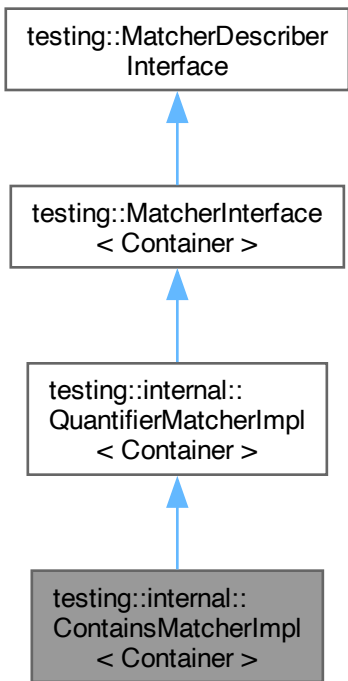 testing::MatcherDescriber
Interface
testing::MatcherInterface
< Container >
testing::internal::
QuantifierMatcherImpl
< Container >
testing::internal::
ContainsMatcherImpl
< Container >